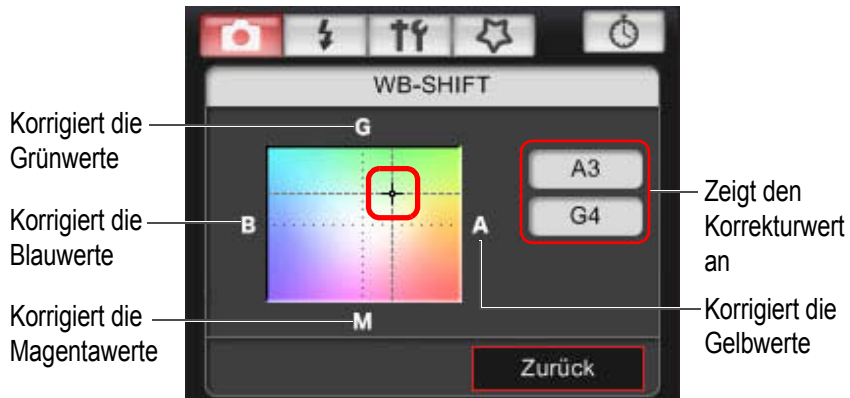 WB-SHIFT
Korrigiert die
Grünwerte
G
A3
G4
Zeigt den
Korrekturwert
an
Korrigiert die
Blauwerte
B
A
Korrigiert die
Magentawerte
M
Korrigiert die
Gelbwerte
Zurück